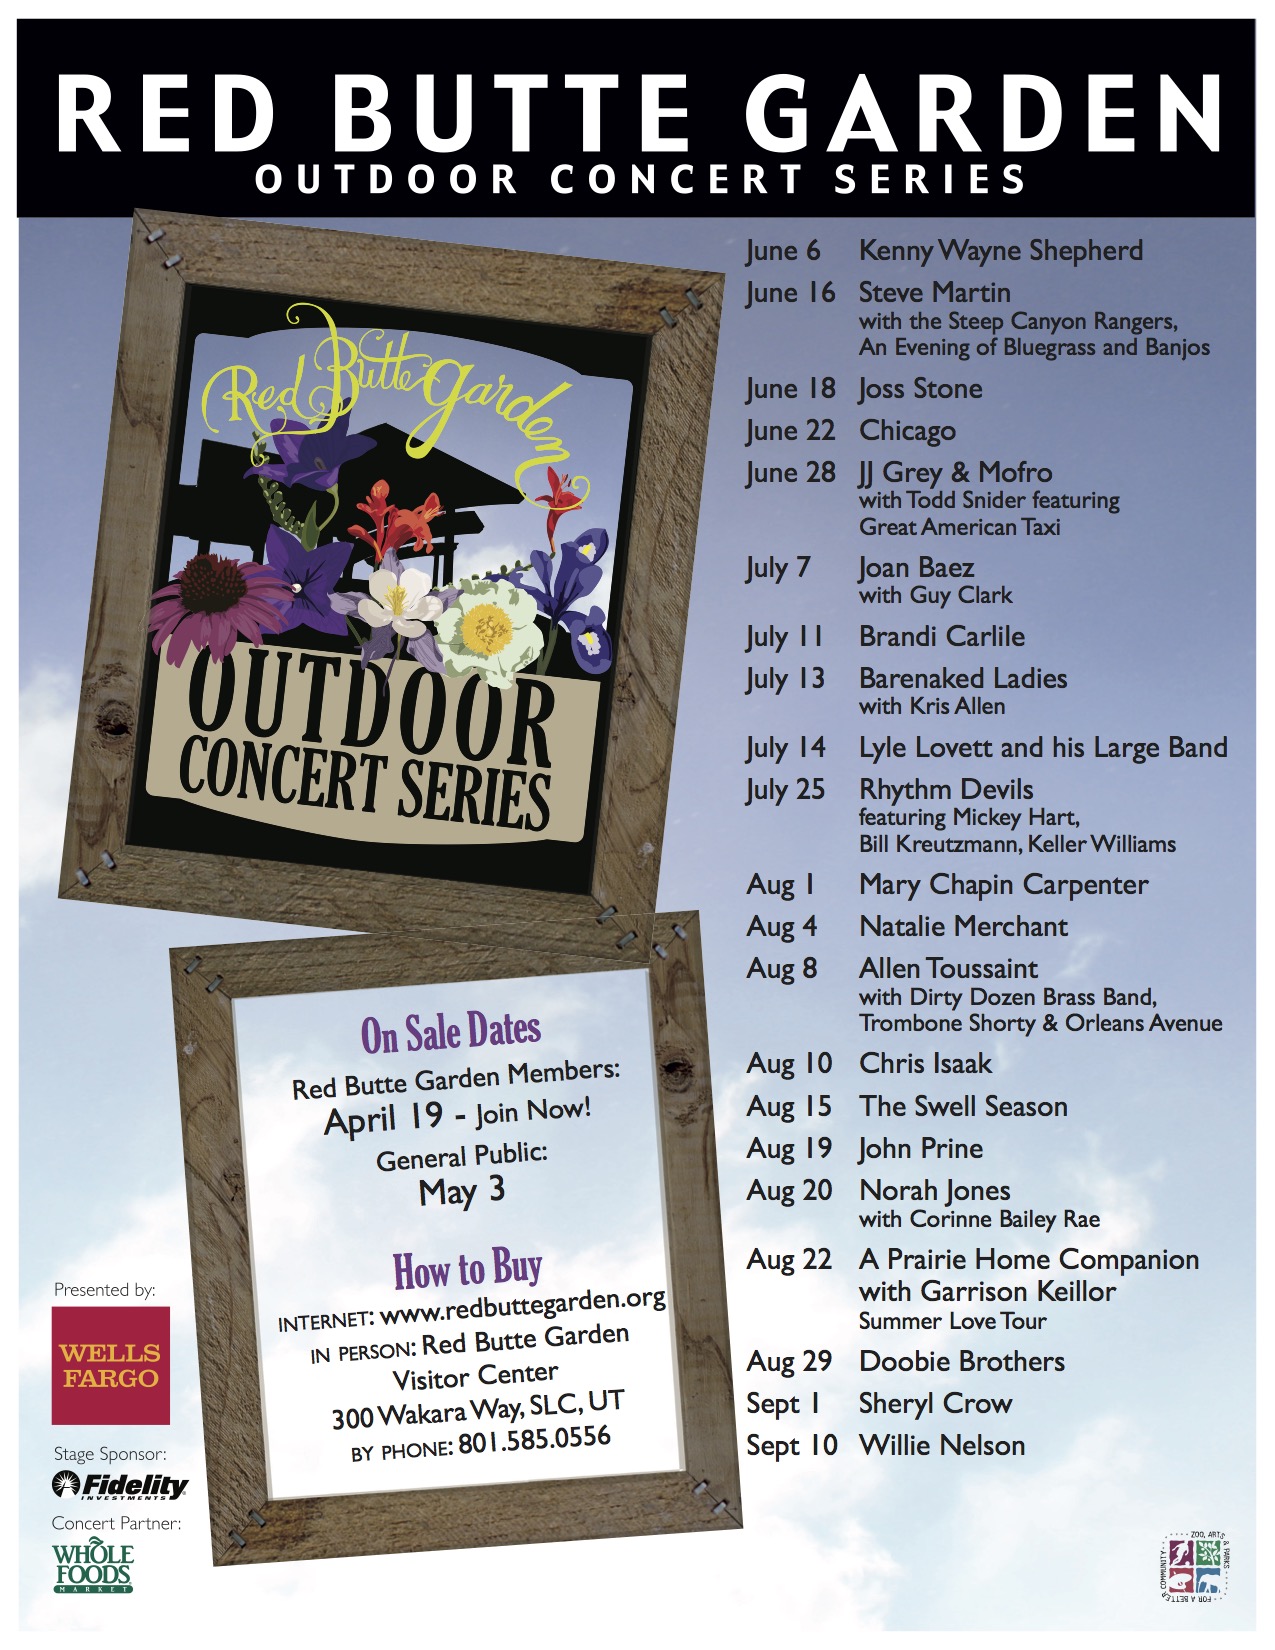 RED BUTTE GARDEN
OUTDOOR CONCERT SERIES
Red Butte Garden
OUTDOOR
CONCERT SERIES
June 6 Kenny Wayne Shepherd
June 16 Steve Martin
with the Steep Canyon Rangers,
An Evening of Bluegrass and Banjos
June 18 Joss Stone
June 22 Chicago
June 28 JJ Grey & Mofro
with Todd Snider featuring
Great American Taxi
July 7 Joan Baez
with Guy Clark
July 11 Brandi Carlile
July 13 Barenaked Ladies
with Kris Allen
July 14 Lyle Lovett and his Large Band
July 25 Rhythm Devils
featuring Mickey Hart,
Bill Kreutzmann, Keller Williams
Aug 1 Mary Chapin Carpenter
Aug 4 Natalie Merchant
Aug 8 Allen Toussaint
with Dirty Dozen Brass Band,
Trombone Shorty & Orleans Avenue
Aug 10 Chris Isaak
Aug 15 The Swell Season
Aug 19 John Prine
Aug 20 Norah Jones
with Corinne Bailey Rae
Aug 22 A Prairie Home Companion
with Garrison Keillor
Summer Love Tour
Aug 29 Doobie Brothers
Sept 1 Sheryl Crow
Sept 10 Willie Nelson
On Sale Dates
Red Butte Garden Members:
April 19 - Join Now!
General Public:
May 3
How to Buy
INTERNET: www.redbuttegarden.org
IN PERSON: Red Butte Garden
Visitor Center
300 Wakara Way, SLC, UT
BY PHONE: 801.585.0556
Presented by:
WELLS
FARGO
Stage Sponsor:
Fidelity
INVESTMENTS
Concert Partner:
WHOLE
FOODS
MARKET
ZOO, ARTS & PARKS
FOR A BETTER COMMUNITY